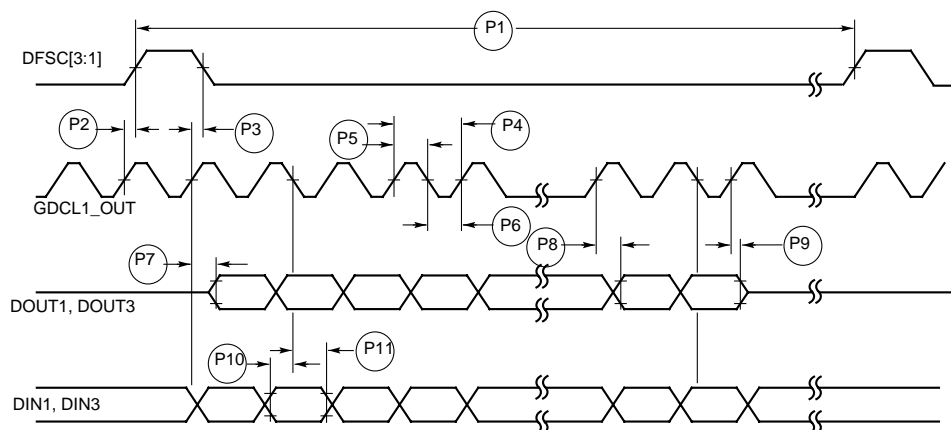 P1
DFSC[3:1]
P2
P3
P5
P4
GDCL1_OUT
P6
P7
P8
P9
DOUT1, DOUT3
P10
P11
DIN1, DIN3